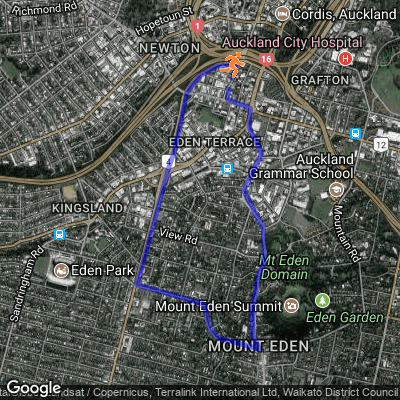 Richmond Rd
Hopetoun St
Cordis, Auckland
NEWTON
1
Auckland City Hospital
16
H
GRAFTON
EDEN TERRACE
12
4
Auckland
Grammar School
KINGSLAND
Mountain Rd
View Rd
Sandringham Rd
Eden Park
Mt Eden
Domain
Mount Eden Summit
Eden Garden
MOUNT EDEN
Google
Landsat / Copernicus, Terralink International Ltd, Waikato District Council